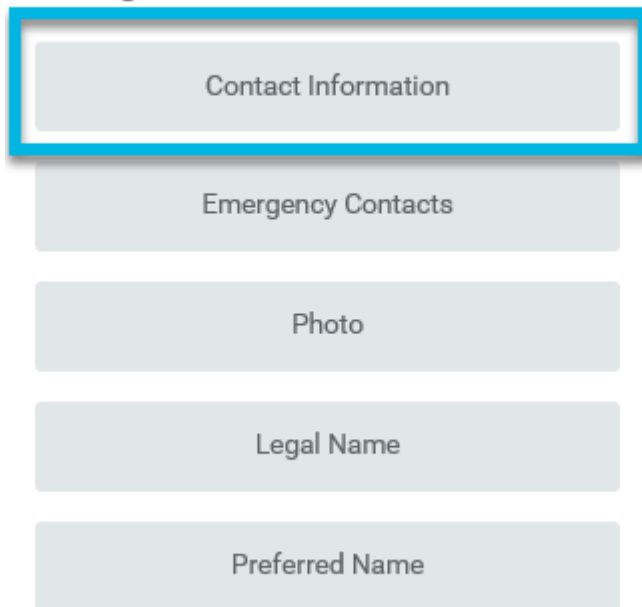 Contact Information
Emergency Contacts
Photo
Legal Name
Preferred Name